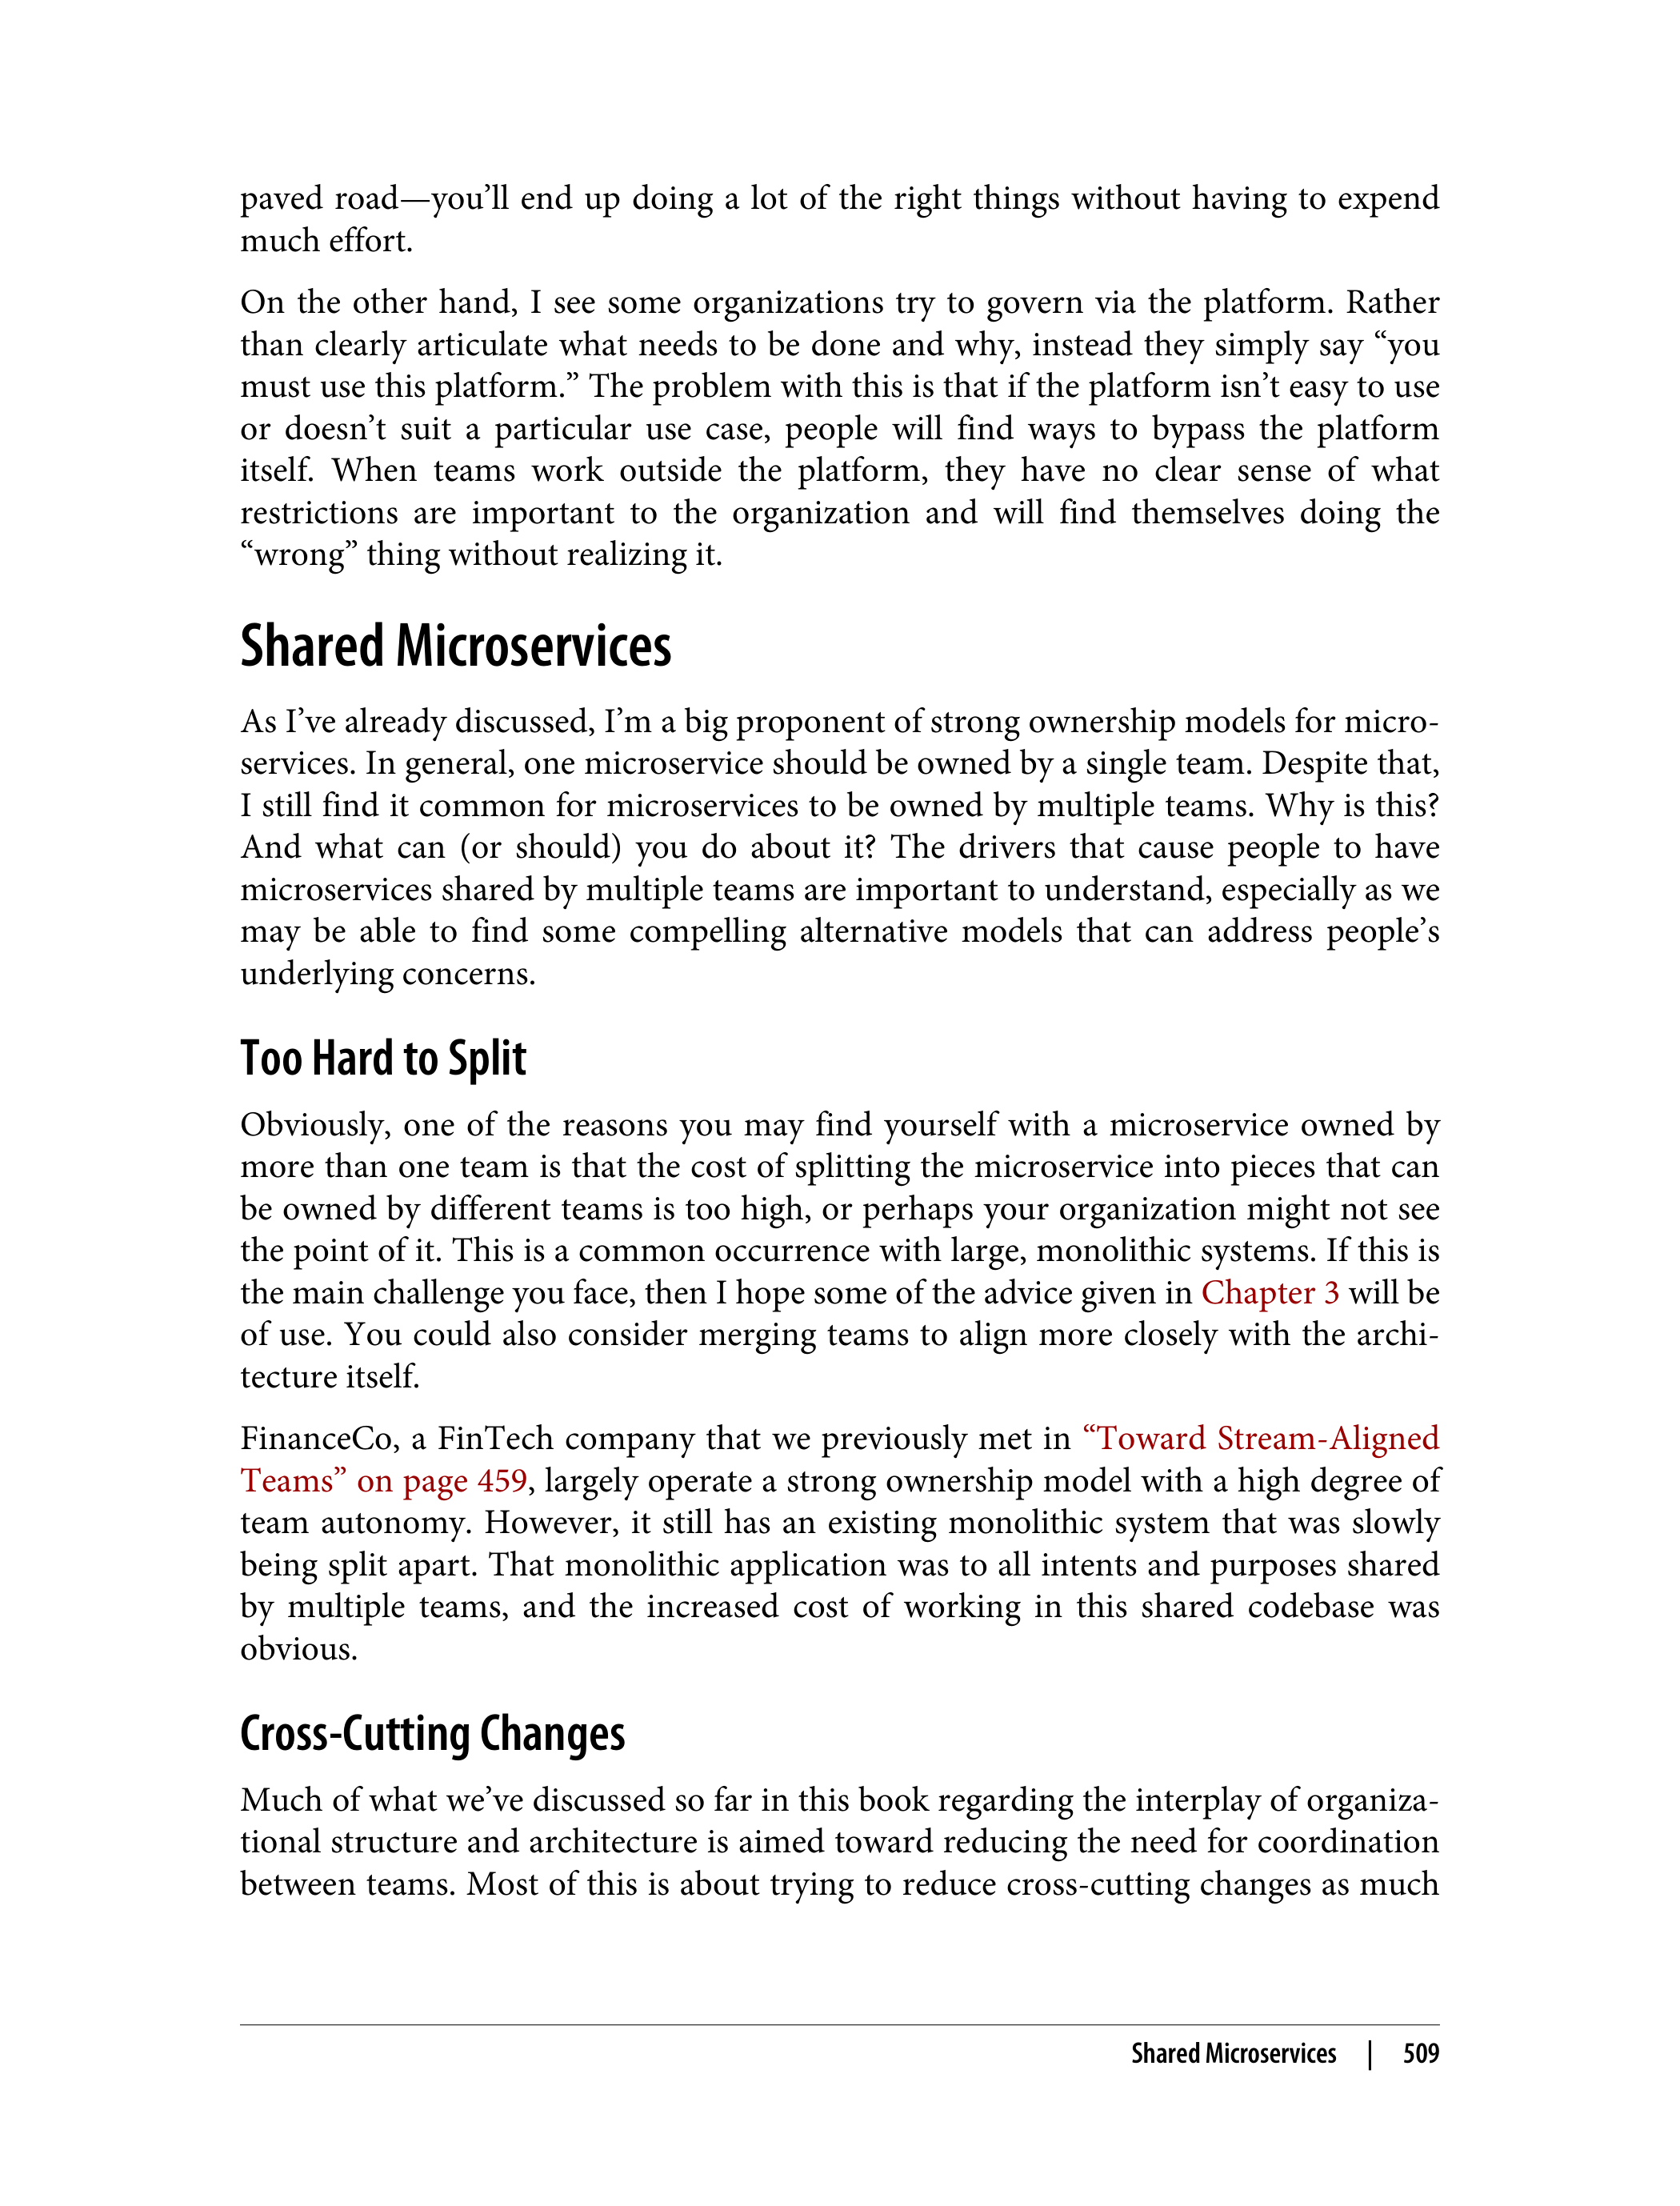 paved road—you’ll end up doing a lot of the right things without having to expend
much effort.
On the other hand, I see some organizations try to govern via the platform. Rather
than clearly articulate what needs to be done and why, instead they simply say “you
must use this platform.” The problem with this is that if the platform isn’t easy to use
or doesn’t suit a particular use case, people will find ways to bypass the platform
itself. When teams work outside the platform, they have no clear sense of what
restrictions are important to the organization and will find themselves doing the
“wrong” thing without realizing it.
Shared Microservices
As I’ve already discussed, I’m a big proponent of strong ownership models for micro-
services. In general, one microservice should be owned by a single team. Despite that,
I still find it common for microservices to be owned by multiple teams. Why is this?
And what can (or should) you do about it? The drivers that cause people to have
microservices shared by multiple teams are important to understand, especially as we
may be able to find some compelling alternative models that can address people’s
underlying concerns.
Too Hard to Split
Obviously, one of the reasons you may find yourself with a microservice owned by
more than one team is that the cost of splitting the microservice into pieces that can
be owned by different teams is too high, or perhaps your organization might not see
the point of it. This is a common occurrence with large, monolithic systems. If this is
the main challenge you face, then I hope some of the advice given in Chapter 3 will be
of use. You could also consider merging teams to align more closely with the archi-
tecture itself.
FinanceCo, a FinTech company that we previously met in “Toward Stream-Aligned
Teams” on page 459, largely operate a strong ownership model with a high degree of
team autonomy. However, it still has an existing monolithic system that was slowly
being split apart. That monolithic application was to all intents and purposes shared
by multiple teams, and the increased cost of working in this shared codebase was
obvious.
Cross-Cutting Changes
Much of what we’ve discussed so far in this book regarding the interplay of organiza-
tional structure and architecture is aimed toward reducing the need for coordination
between teams. Most of this is about trying to reduce cross-cutting changes as much
Shared Microservices | 509